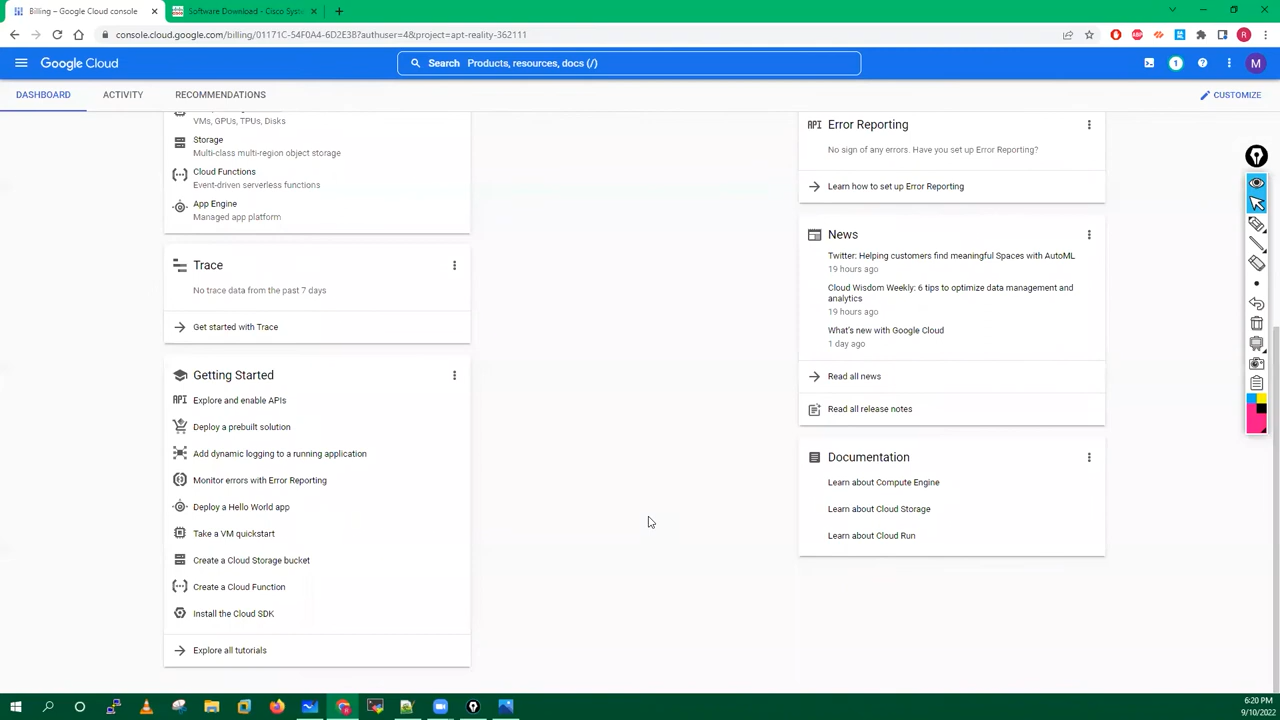 Billing – Google Cloud console
Software Download - Cisco Syste
console.cloud.google.com/billing/01171C-54F0A4-6D2E3B?authuser=4&project=apt-reality-362111
R
Google Cloud
Search Products, resources, docs (/)
1
M
DASHBOARD
ACTIVITY
RECOMMENDATIONS
CUSTOMIZE
VMs, GPUs, TPUs, Disks
Storage
Multi-class multi-region object storage
Cloud Functions
Event-driven serverless functions
App Engine
Managed app platform
Trace
No trace data from the past 7 days
Get started with Trace
Getting Started
API Explore and enable APIs
Deploy a prebuilt solution
Add dynamic logging to a running application
Monitor errors with Error Reporting
Deploy a Hello World app
Take a VM quickstart
Create a Cloud Storage bucket
Create a Cloud Function
Install the Cloud SDK
Explore all tutorials
API Error Reporting
No sign of any errors. Have you set up Error Reporting?
Learn how to set up Error Reporting
News
Twitter: Helping customers find meaningful Spaces with AutoML
19 hours ago
Cloud Wisdom Weekly: 6 tips to optimize data management and
analytics
19 hours ago
What's new with Google Cloud
1 day ago
Read all news
Read all release notes
Documentation
Learn about Compute Engine
Learn about Cloud Storage
Learn about Cloud Run
6:20 PM
9/10/2022